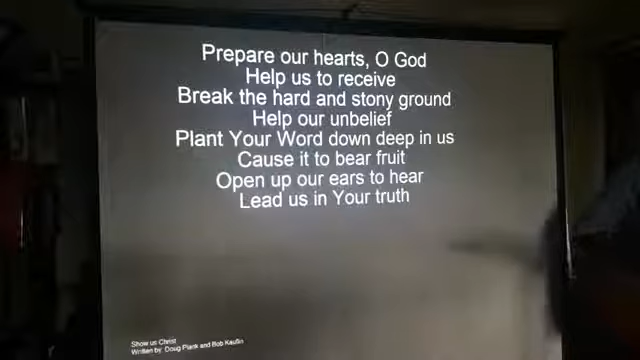 Prepare our hearts, O God
Help us to receive
Break the hard and stony ground
Help our unbelief
Plant Your Word down deep in us
Cause it to bear fruit
Open up our ears to hear
Lead us in Your truth
Show us Christ
Written by: Doug Plank and Bob Kauflin